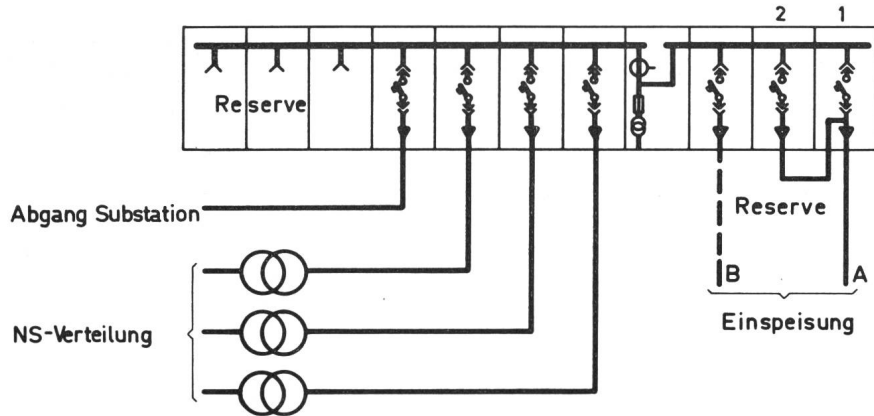 2 1
Reserve
Abgang Substation
Reserve
B A
Einspeisung
NS-Verteilung